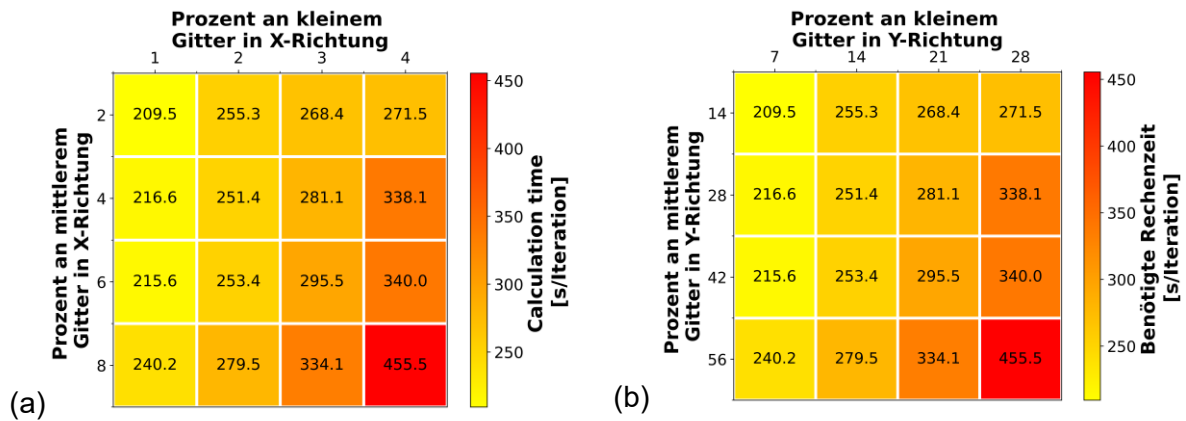 Prozent an kleinem
Gitter in X-Richtung
1 2 3 4
Prozent an mittlerem
Gitter in X-Richtung
2 209.5 255.3 268.4 271.5
4 216.6 251.4 281.1 338.1
6 215.6 253.4 295.5 340.0
8 240.2 279.5 334.1 455.5
450
400
350
300
250
Calculation time
[s/Iteration]
(a)
Prozent an kleinem
Gitter in Y-Richtung
7 14 21 28
Prozent an mittlerem
Gitter in Y-Richtung
14 209.5 255.3 268.4 271.5
28 216.6 251.4 281.1 338.1
42 215.6 253.4 295.5 340.0
56 240.2 279.5 334.1 455.5
450
400
350
300
250
Benötigte Rechenzeit
[s/Iteration]
(b)